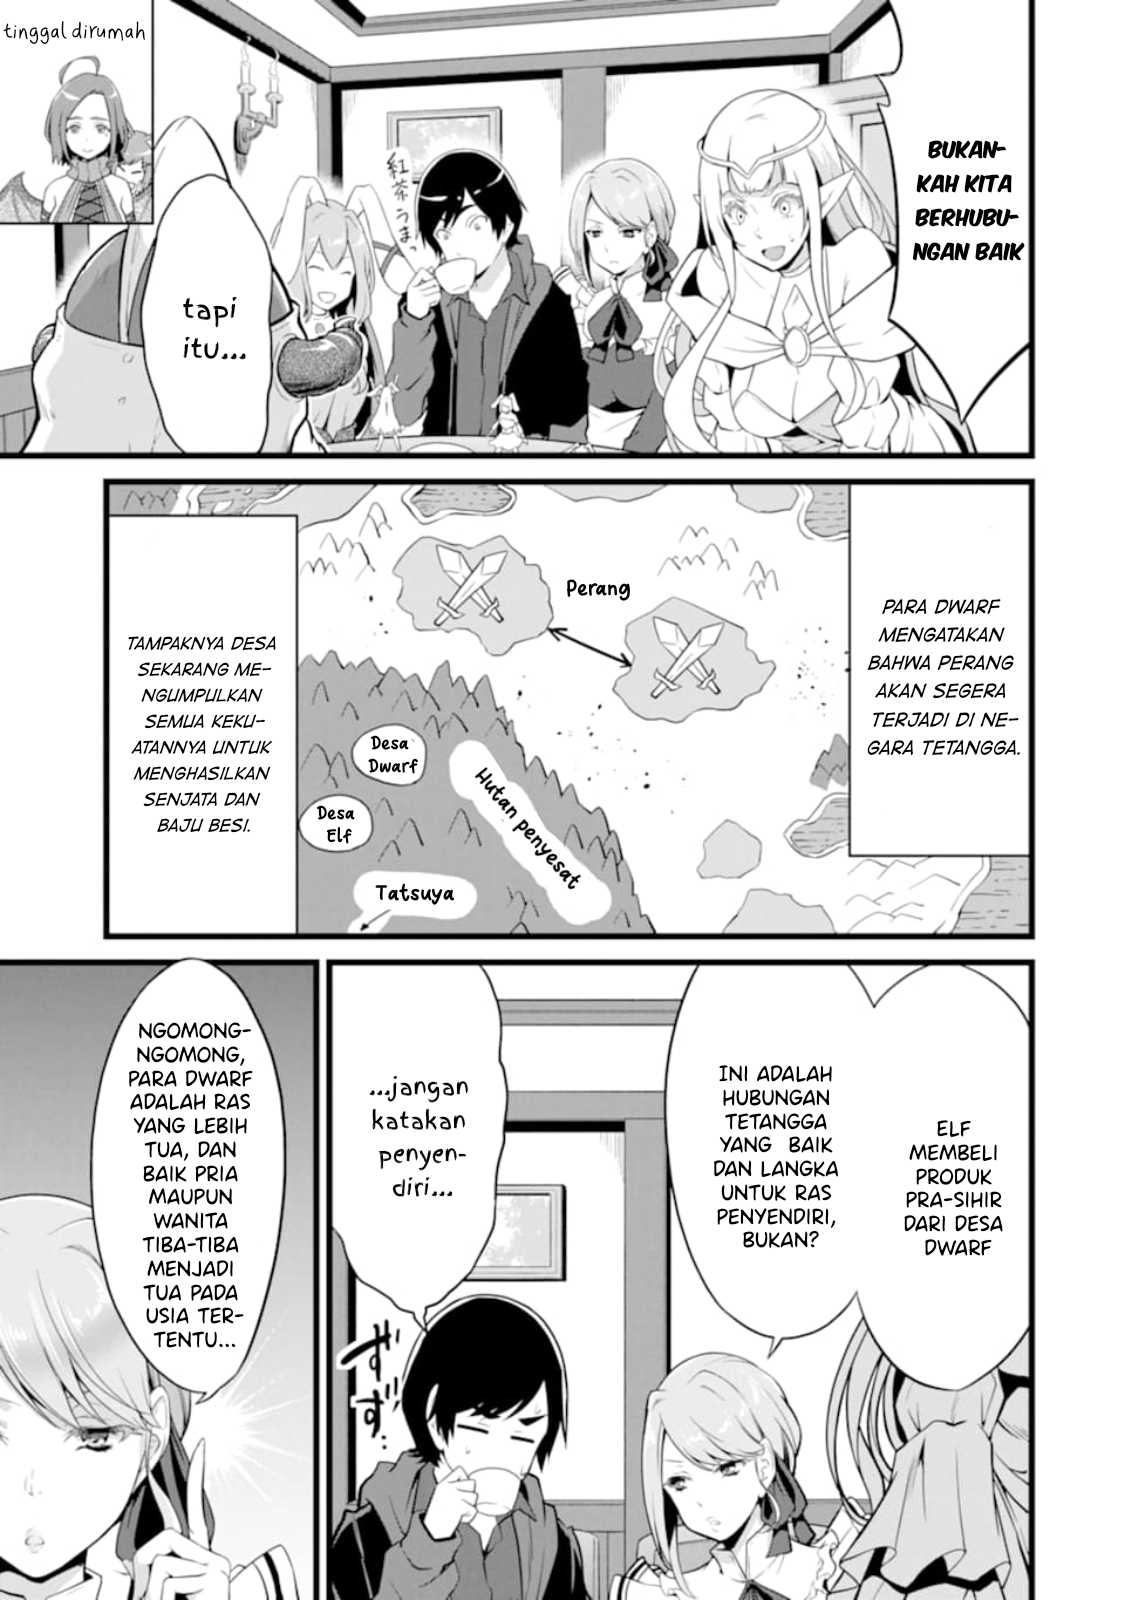 BUKAN-
KAH KITA
BERHUBU-
NGAN BAIK
紅茶うまっ
tapi
itu...
tinggal dirumah
PARA DWARF
MENGATAKAN
BAHWA PERANG
AKAN SEGERA
TERJADI DI NE-
GARA TETANGGA.
Perang
Desa
Dwarf
Desa
Elf
Hutan penyesat
Tatsuya
TAMPAKNYA DESA
SEKARANG ME-
NGUMPULKAN
SEMUA KEKU-
ATANNYA UNTUK
MENGHASILKAN
SENJATA DAN
BAJU BESI.
ELF
MEMBELI
PRODUK
PRA-SIHIR
DARI DESA
DWARF
INI ADALAH
HUBUNGAN
TETANGGA
YANG BAIK
DAN LANGKA
UNTUK RAS
PENYENDIRI,
BUKAN?
...jangan
katakan
penyen-
diri...
ずずず...
NGOMONG-
NGOMONG,
PARA DWARF
ADALAH RAS
YANG LEBIH
TUA, DAN
BAIK PRIA
MAUPUN
WANITA
TIBA-TIBA
MENJADI
TUA PADA
USIA TER-
TENTU...